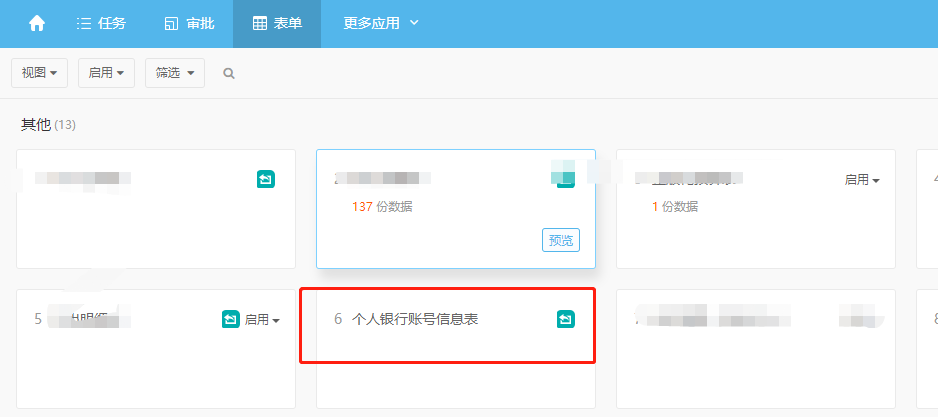 任务
审批
表单
更多应用
视图
启用
筛选
其他 (13)
137 份数据
预览
启用
1 份数据
5
启用
6 个人银行账号信息表